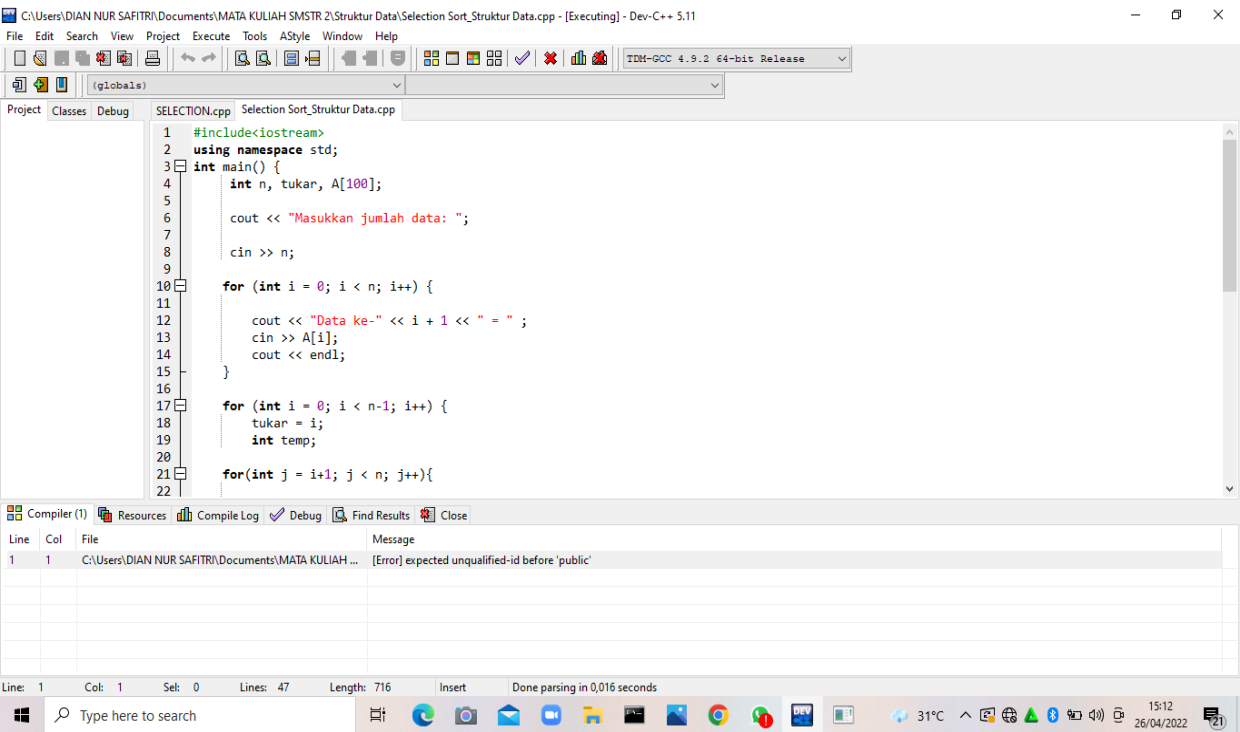 C:\Users\DIAN NUR SAFITRI\Documents\MATA KULIAH SMSTR 2\Struktur Data\Selection Sort_Struktur Data.cpp - [Executing] - Dev-C++ 5.11
File Edit Search View Project Execute Tools AStyle Window Help
TDM-GCC 4.9.2 64-bit Release
(globals)
Project Classes Debug SELECTION.cpp Selection Sort_Struktur Data.cpp
1 #include<iostream>
2 using namespace std;
3 int main() {
4 int n, tukar, A[100];
5
6 cout << "Masukkan jumlah data: ";
7
8 cin >> n;
9
10 for (int i = 0; i < n; i++) {
11
12 cout << "Data ke-" << i + 1 << " = " ;
13 cin >> A[i];
14 cout << endl;
15 }
16
17 for (int i = 0; i < n-1; i++) {
18 tukar = i;
19 int temp;
20
21 for(int j = i+1; j < n; j++){
22
Compiler (1) Resources Compile Log Debug Find Results Close
Line Col File Message
1 1 C:\Users\DIAN NUR SAFITRI\Documents\MATA KULIAH ... [Error] expected unqualified-id before 'public'
Line: 1 Col: 1 Sel: 0 Lines: 47 Length: 716 Insert Done parsing in 0,016 seconds
Type here to search DEV 31°C 15:12
26/04/2022 21